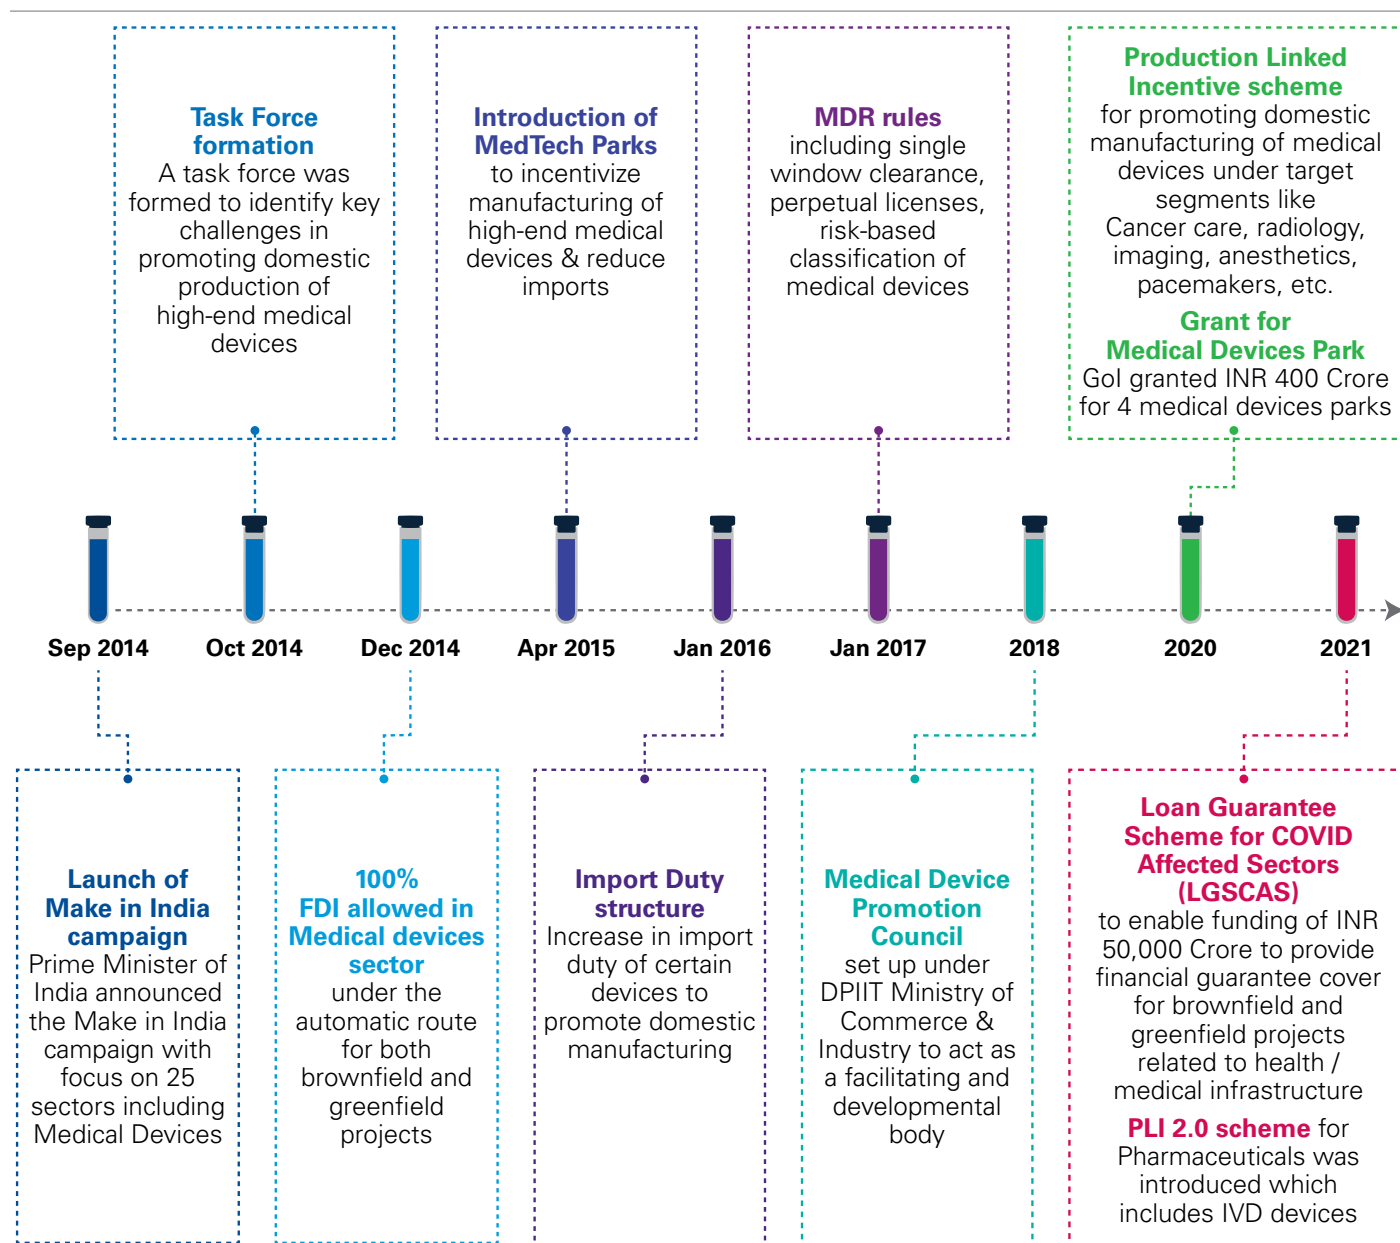 Task Force
formation
A task force was
formed to identify key
challenges in
promoting domestic
production of
high-end medical
devices
Introduction of
MedTech Parks
to incentivize
manufacturing of
high-end medical
devices & reduce
imports
MDR rules
including single
window clearance,
perpetual licenses,
risk-based
classification of
medical devices
Production Linked
Incentive scheme
for promoting domestic
manufacturing of medical
devices under target
segments like
Cancer care, radiology,
imaging, anesthetics,
pacemakers, etc.
Grant for
Medical Devices Park
GoI granted INR 400 Crore
for 4 medical devices parks
Sep 2014
Oct 2014
Dec 2014
Apr 2015
Jan 2016
Jan 2017
2018
2020
2021
Launch of
Make in India
campaign
Prime Minister of
India announced
the Make in India
campaign with
focus on 25
sectors including
Medical Devices
100%
FDI allowed in
Medical devices
sector
under the
automatic route
for both
brownfield and
greenfield
projects
Import Duty
structure
Increase in import
duty of certain
devices to
promote domestic
manufacturing
Medical Device
Promotion
Council
set up under
DPIIT Ministry of
Commerce &
Industry to act as
a facilitating and
developmental
body
Loan Guarantee
Scheme for COVID
Affected Sectors
(LGSCAS)
to enable funding of INR
50,000 Crore to provide
financial guarantee cover
for brownfield and
greenfield projects
related to health /
medical infrastructure
PLI 2.0 scheme for
Pharmaceuticals was
introduced which
includes IVD devices